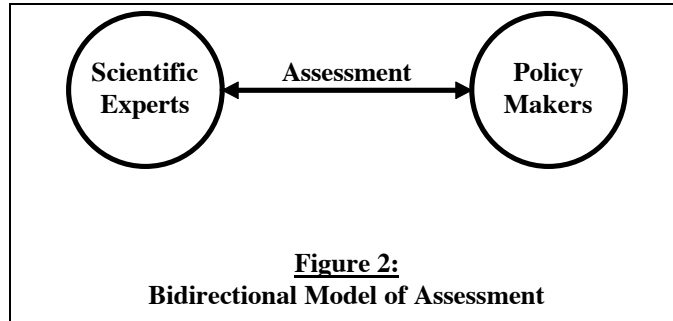 Scientific
Experts
Assessment
Policy
Makers
Figure 2:
Bidirectional Model of Assessment